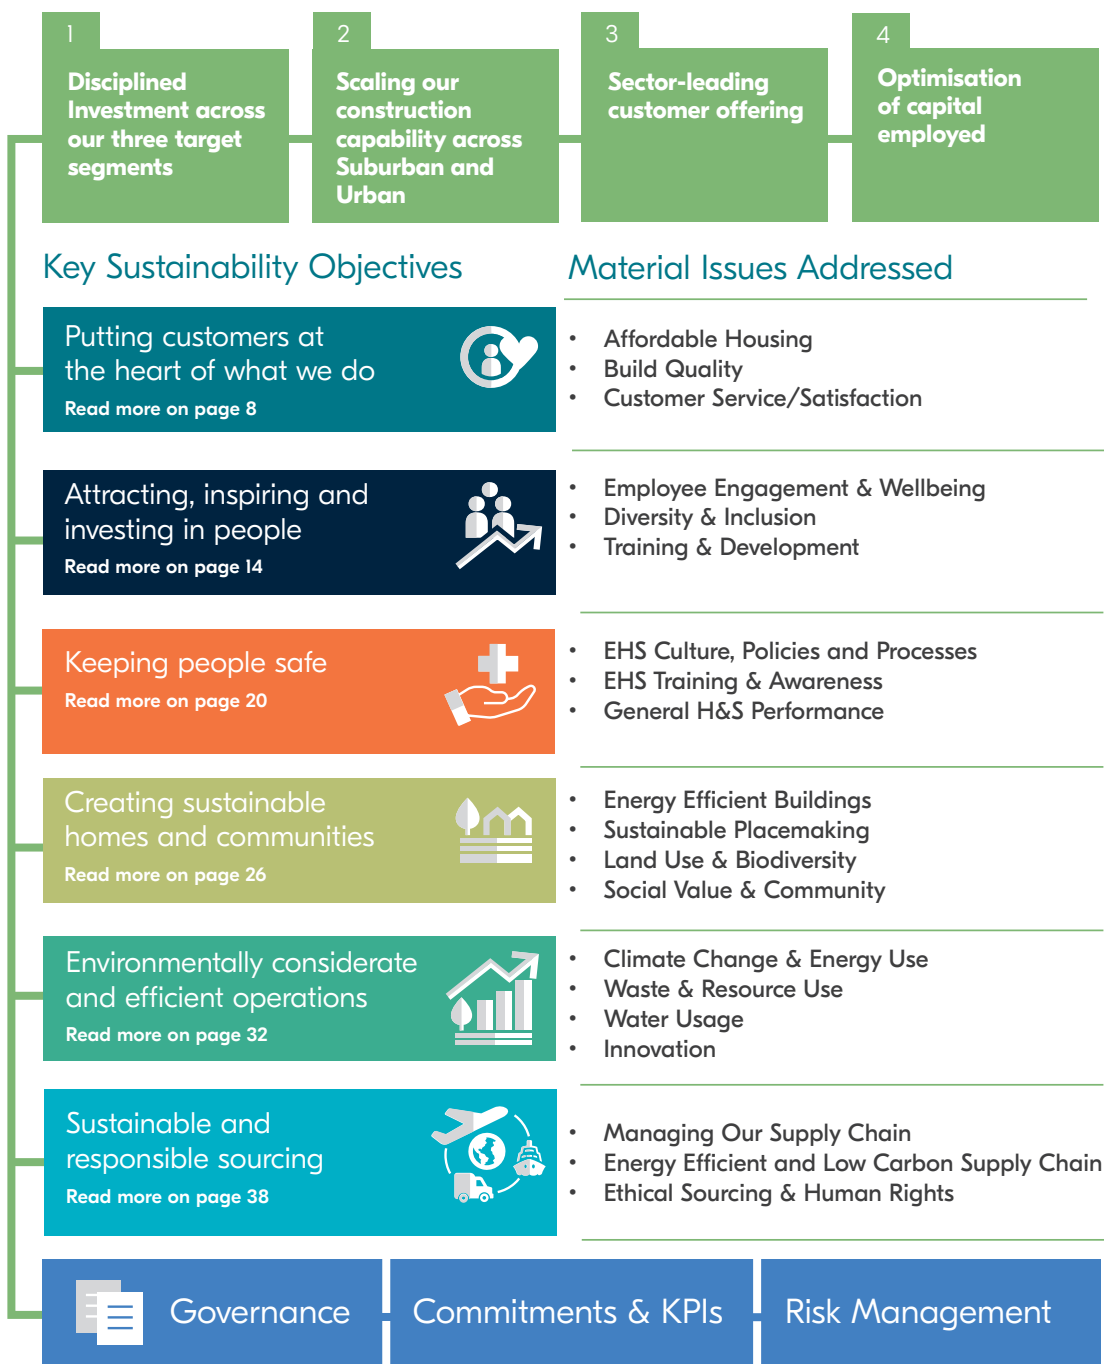 1
Disciplined
Investment across
our three target
segments
2
Scaling our
construction
capability across
Suburban and
Urban
3
Sector-leading
customer offering
4
Optimisation
of capital
employed
Key Sustainability Objectives
Material Issues Addressed
Putting customers at
the heart of what we do
Read more on page 8
• Affordable Housing
• Build Quality
• Customer Service/Satisfaction
Attracting, inspiring and
investing in people
Read more on page 14
• Employee Engagement & Wellbeing
• Diversity & Inclusion
• Training & Development
Keeping people safe
Read more on page 20
• EHS Culture, Policies and Processes
• EHS Training & Awareness
• General H&S Performance
Creating sustainable
homes and communities
Read more on page 26
• Energy Efficient Buildings
• Sustainable Placemaking
• Land Use & Biodiversity
• Social Value & Community
Environmentally considerate
and efficient operations
Read more on page 32
• Climate Change & Energy Use
• Waste & Resource Use
• Water Usage
• Innovation
Sustainable and
responsible sourcing
Read more on page 38
• Managing Our Supply Chain
• Energy Efficient and Low Carbon Supply Chain
• Ethical Sourcing & Human Rights
Governance
Commitments & KPIs
Risk Management